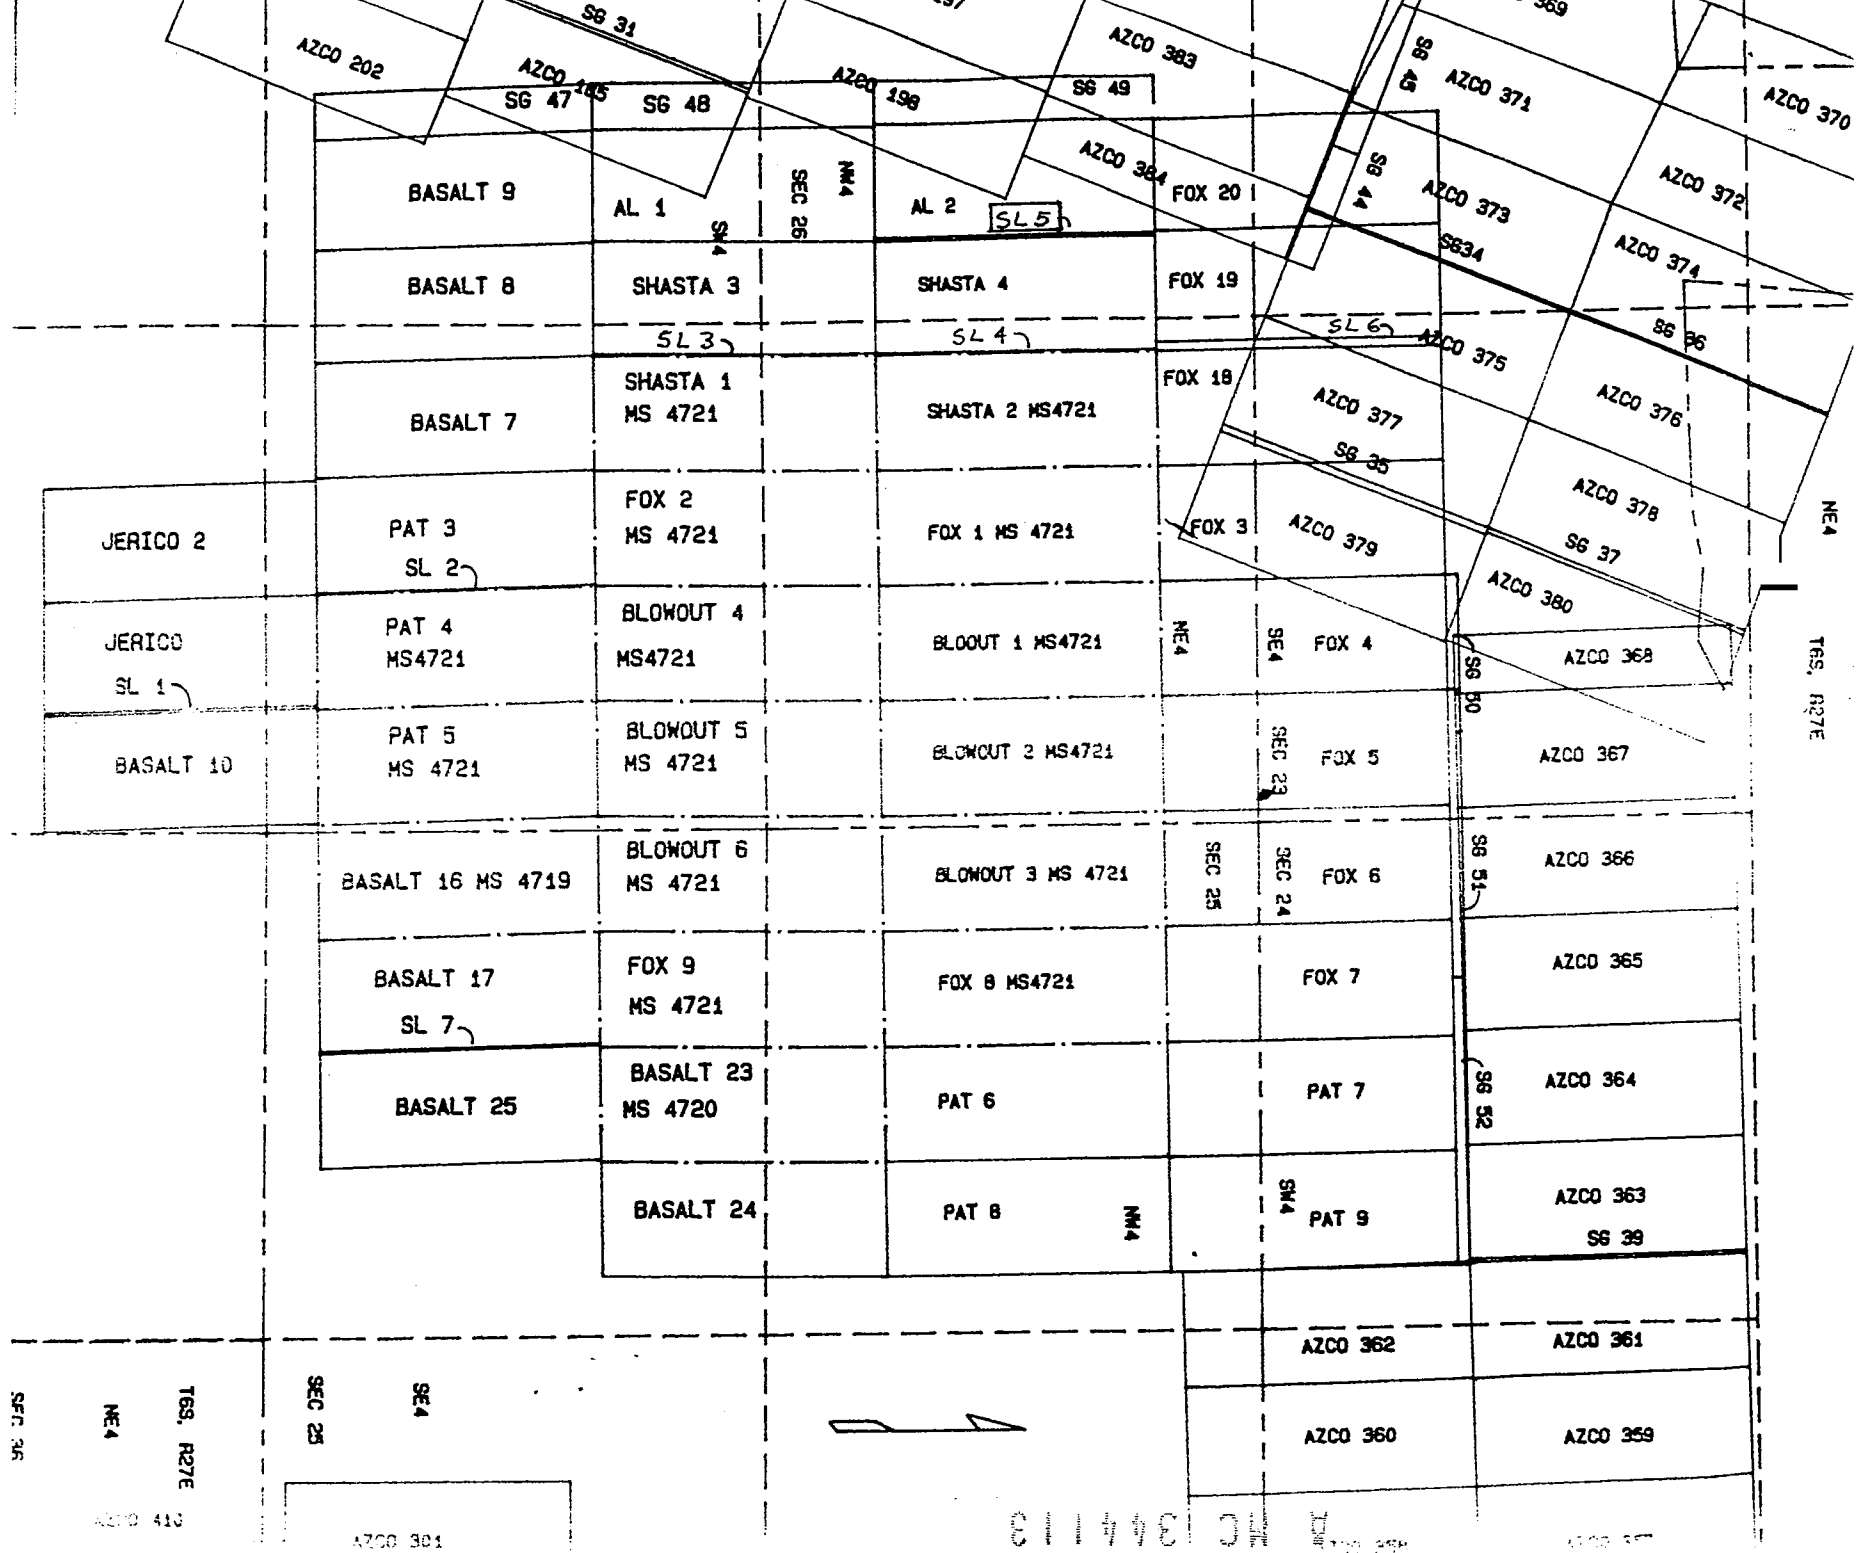 SG 31
369
AZCO 202
AZCO 383
SG 45
AZCO 371
AZCO 370
AZCO 185
SG 47
SG 48
AZCO 198
SG 49
AZCO 384
SG 44
AZCO 373
AZCO 372
BASALT 9
AL 1
SW4
SEC 26
NW4
AL 2
SL 5
FOX 20
SG34
AZCO 374
BASALT 8
SHASTA 3
SHASTA 4
FOX 19
SL 3
SL 4
SL 6
AZCO 375
SG 36
BASALT 7
SHASTA 1
MS 4721
SHASTA 2 MS4721
FOX 18
AZCO 377
AZCO 376
SG 35
JERICO 2
PAT 3
SL 2
FOX 2
MS 4721
FOX 1 MS 4721
FOX 3
AZCO 379
AZCO 378
SG 37
NE4
AZCO 380
JERICO
SL 1
PAT 4
MS4721
BLOWOUT 4
MS4721
BLOOUT 1 MS4721
NE4
SE4
FOX 4
SG 50
AZCO 368
T6S, R27E
BASALT 10
PAT 5
MS 4721
BLOWOUT 5
MS 4721
BLOWOUT 2 MS4721
SEC 23
FOX 5
AZCO 367
BASALT 16 MS 4719
BLOWOUT 6
MS 4721
BLOWOUT 3 MS 4721
SEC 25
SEC 24
FOX 6
SG 51
AZCO 366
BASALT 17
SL 7
FOX 9
MS 4721
FOX 8 MS4721
FOX 7
AZCO 365
BASALT 25
BASALT 23
MS 4720
PAT 6
PAT 7
SG 52
AZCO 364
BASALT 24
PAT 8
NW4
SW4
PAT 9
AZCO 363
SG 39
AZCO 362
AZCO 361
SEC 36
NE4
T6S, R27E
SEC 25
SE4
AZCO 360
AZCO 359
AZCO 301
A MC 344113